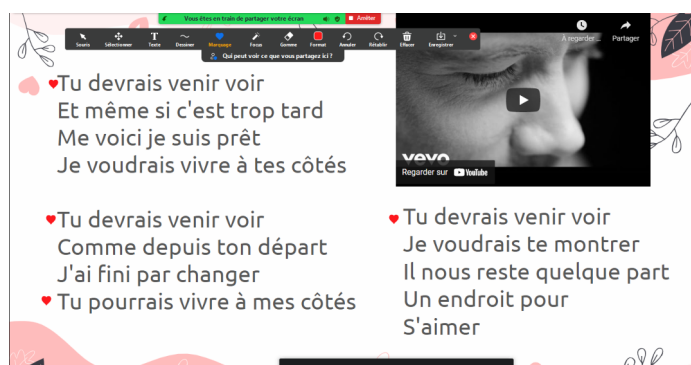 Vous êtes en train de partager votre écran
Arrêter
Souris
Sélectionner
Texte
Dessiner
Marquage
Focus
Gomme
Format
Annuler
Rétablir
Effacer
Enregistrer
Qui peut voir ce que vous partagez ici ?
À regarder ...
Partager
vevo
Regarder sur YouTube
Tu devrais venir voir
Et même si c'est trop tard
Me voici je suis prêt
Je voudrais vivre à tes côtés
Tu devrais venir voir
Comme depuis ton départ
J'ai fini par changer
Tu pourrais vivre à mes côtés
Tu devrais venir voir
Je voudrais te montrer
Il nous reste quelque part
Un endroit pour
S'aimer